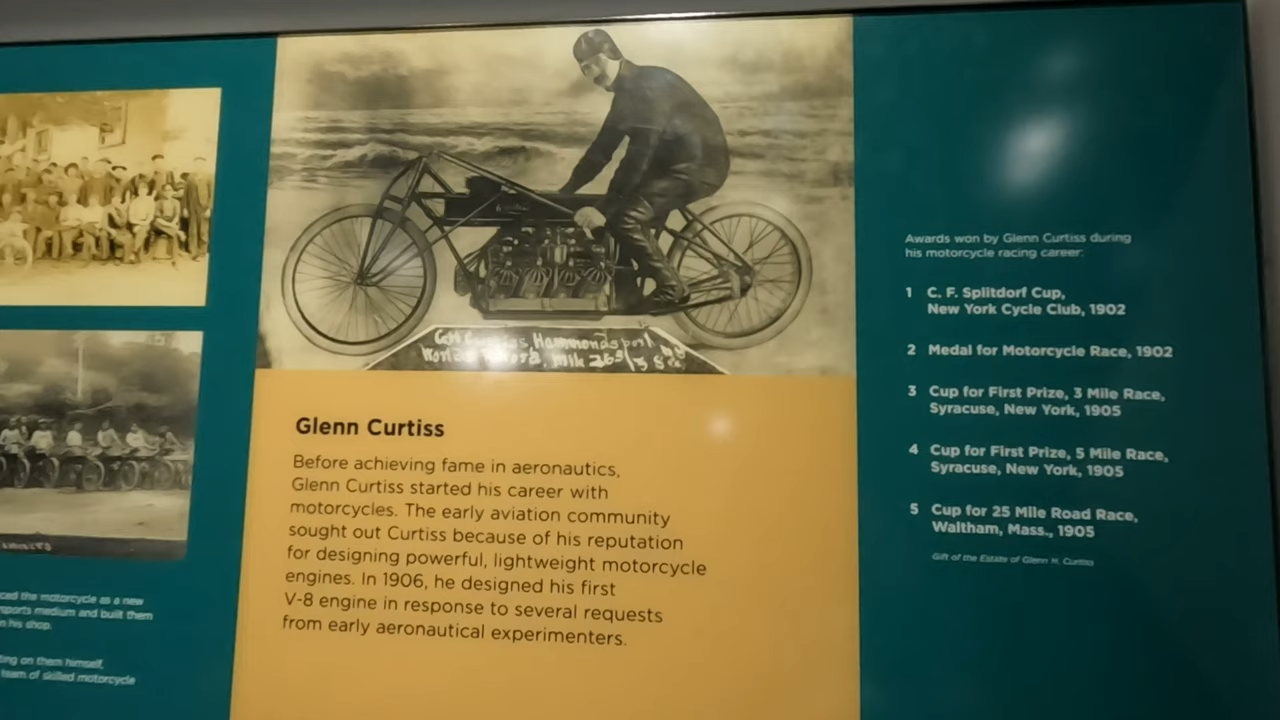 Hammondsport
Glenn Curtiss
Before achieving fame in aeronautics,
Glenn Curtiss started his career with
motorcycles. The early aviation community
sought out Curtiss because of his reputation
for designing powerful, lightweight motorcycle
engines. In 1906, he designed his first
V-8 engine in response to several requests
from early aeronautical experimenters.
Awards won by Glenn Curtiss during
his motorcycle racing career:
1 C. F. Splitdorf Cup,
New York Cycle Club, 1902
2 Medal for Motorcycle Race, 1902
3 Cup for First Prize, 3 Mile Race,
Syracuse, New York, 1905
4 Cup for First Prize, 5 Mile Race,
Syracuse, New York, 1905
5 Cup for 25 Mile Road Race,
Waltham, Mass., 1905
Gift of the Estate of Glenn H. Curtiss
the motorcycle as a new
medium and built them
his shop.
on them himself,
team of skilled motorcycle